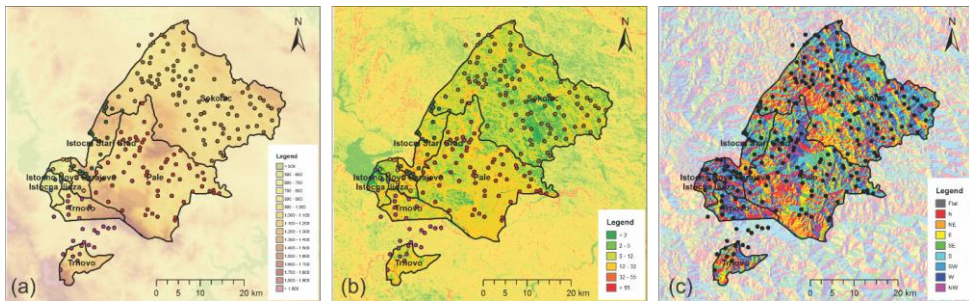 N
Sokolac
Istocni Stari Grad
Istocno Novo Sarajevo
Istocna Ilidza
Pale
Trnovo
Trnovo
Legend
0 5 10 20 km
(a)
N
Sokolac
Istocni Stari Grad
Istocno Novo Sarajevo
Istocna Ilidza
Pale
Trnovo
Trnovo
Legend
< 2
2 - 5
5 - 12
12 - 32
32 - 55
> 55
0 5 10 20 km
(b)
N
Sokolac
Istocni Stari Grad
Istocno Novo Sarajevo
Istocna Ilidza
Pale
Trnovo
Trnovo
Legend
Flat
N
NE
E
SE
S
SW
W
NW
0 5 10 20 km
(c)